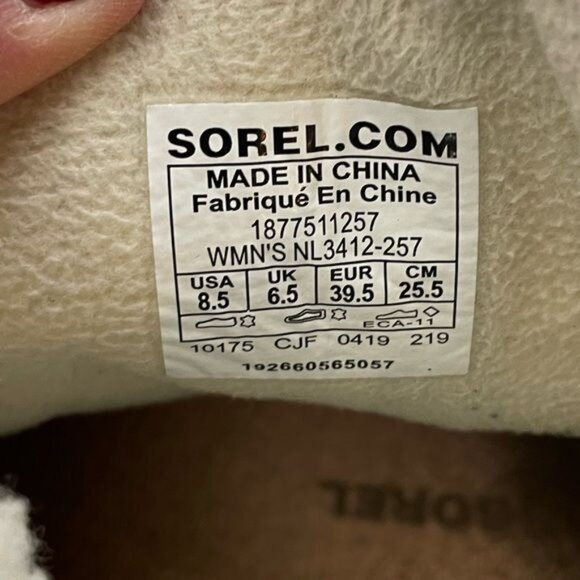 SOREL.COM
MADE IN CHINA
Fabriqué En Chine
1877511257
WMN'S NL3412-257
USA UK EUR CM
8.5 6.5 39.5 25.5
ECA-11
10175 CJF 0419 219
192660565057
SOREL